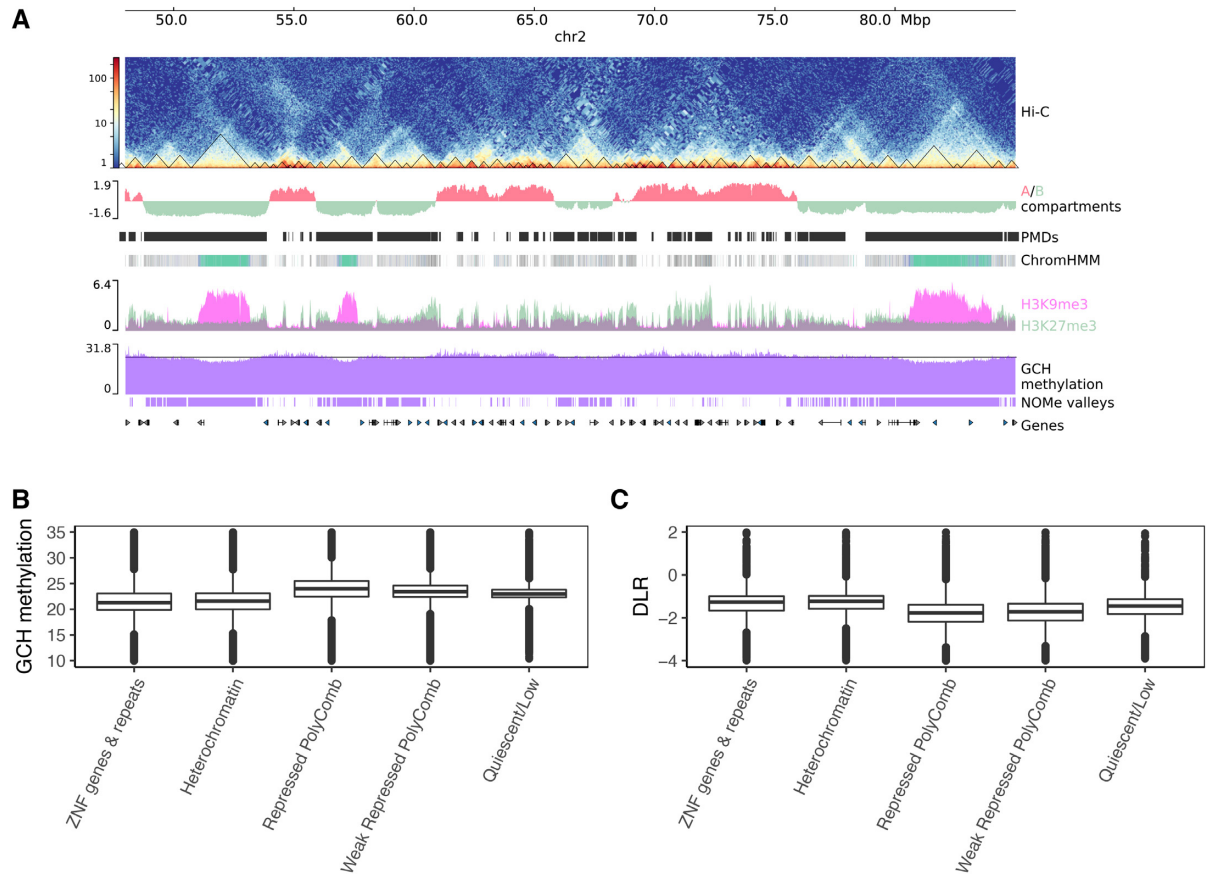 A
50.0 55.0 60.0 65.0 70.0 75.0 80.0 Mbp
chr2
100
10
1
Hi-C
1.9
-1.6
A/B
compartments
PMDs
ChromHMM
6.4
0
H3K9me3
H3K27me3
31.8
0
GCH
methylation
NOMe valleys
Genes
B
GCH methylation
35
30
25
20
15
10
ZNF genes & repeats
Heterochromatin
Repressed PolyComb
Weak Repressed PolyComb
Quiescent/Low
C
DLR
2
0
−2
−4
ZNF genes & repeats
Heterochromatin
Repressed PolyComb
Weak Repressed PolyComb
Quiescent/Low